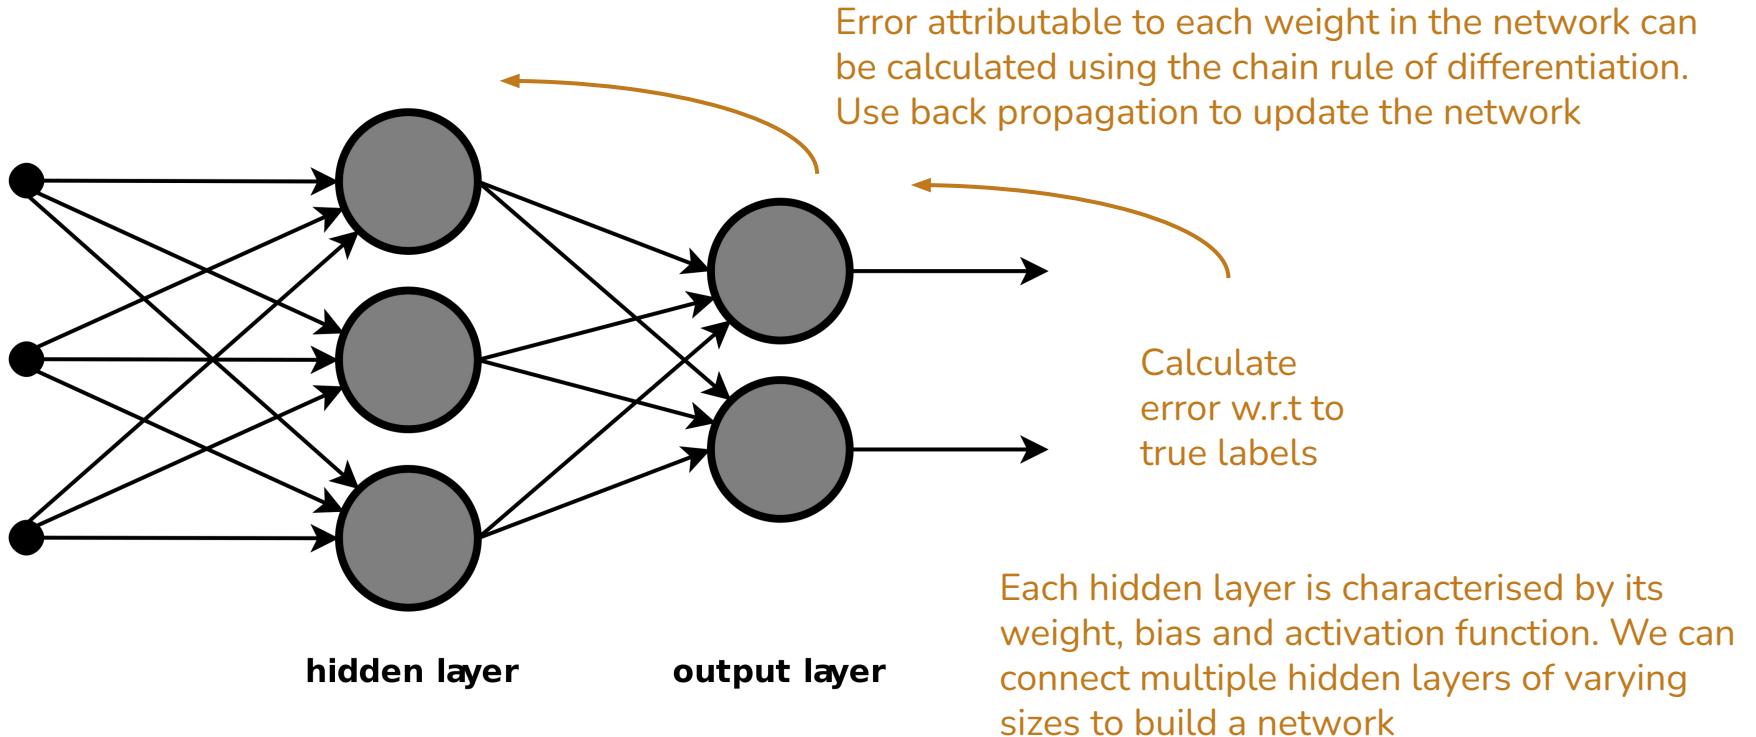 Error attributable to each weight in the network can
be calculated using the chain rule of differentiation.
Use back propagation to update the network
Calculate
error w.r.t to
true labels
Each hidden layer is characterised by its
weight, bias and activation function. We can
connect multiple hidden layers of varying
sizes to build a network
hidden layer
output layer